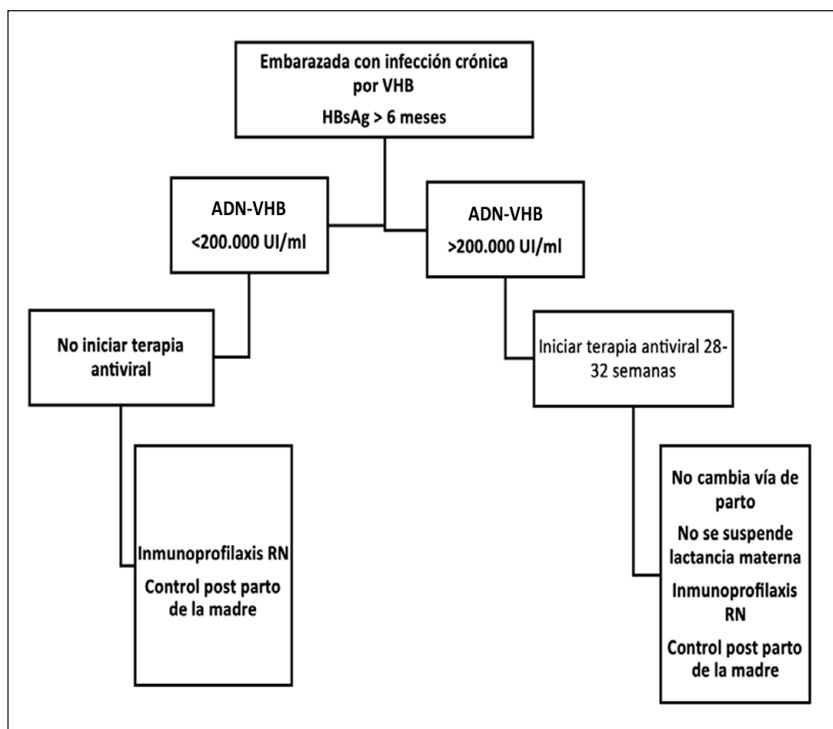 Embarazada con infección crónica
por VHB
HBsAg > 6 meses
ADN-VHB
<200.000 UI/ml
ADN-VHB
>200.000 UI/ml
No iniciar terapia
antiviral
Iniciar terapia antiviral 28-
32 semanas
Inmunoprofilaxis RN
Control post parto
de la madre
No cambia vía de
parto
No se suspende
lactancia materna
Inmunoprofilaxis
RN
Control post parto
de la madre